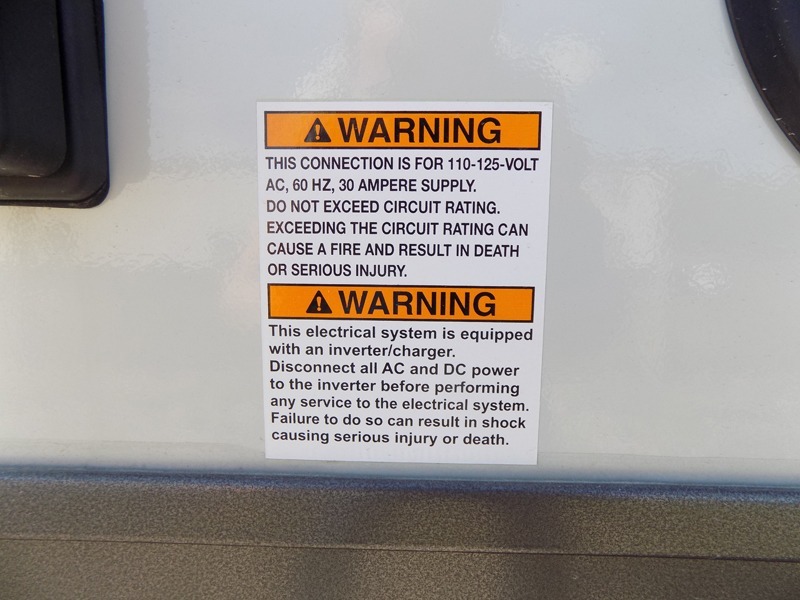 WARNING
THIS CONNECTION IS FOR 110-125-VOLT
AC, 60 HZ, 30 AMPERE SUPPLY.
DO NOT EXCEED CIRCUIT RATING.
EXCEEDING THE CIRCUIT RATING CAN
CAUSE A FIRE AND RESULT IN DEATH
OR SERIOUS INJURY.
WARNING
This electrical system is equipped
with an inverter/charger.
Disconnect all AC and DC power
to the inverter before performing
any service to the electrical system.
Failure to do so can result in shock
causing serious injury or death.